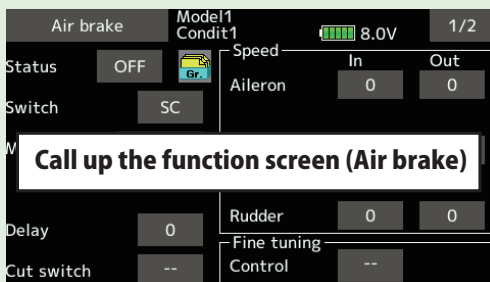 Air brake
Model1
Condit1
8.0V
1/2
Status OFF Gr.
Switch SC
Speed
In Out
Aileron 0 0
M
Call up the function screen (Air brake)
Rudder 0 0
Delay 0
Fine tuning
Cut switch --
Control --